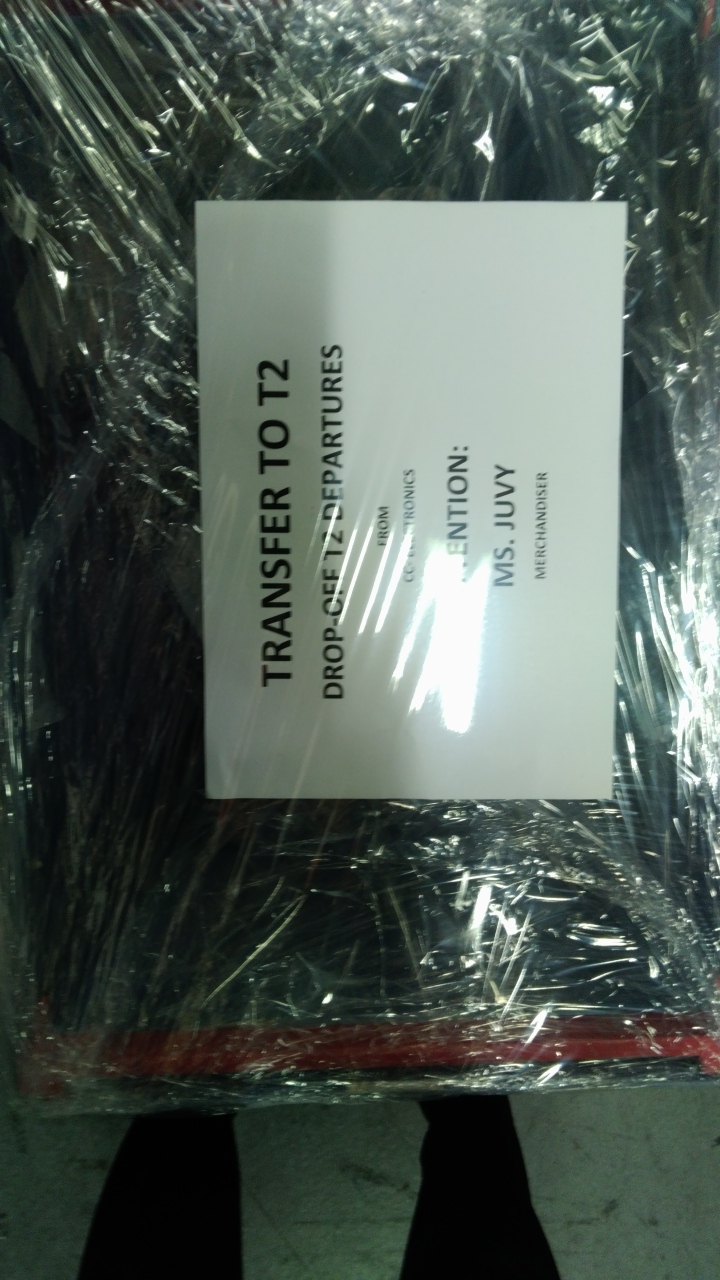 TRANSFER TO T2
DROP-OFF T2 DEPARTURES
FROM
MS. JUVY
MERCHANDISER